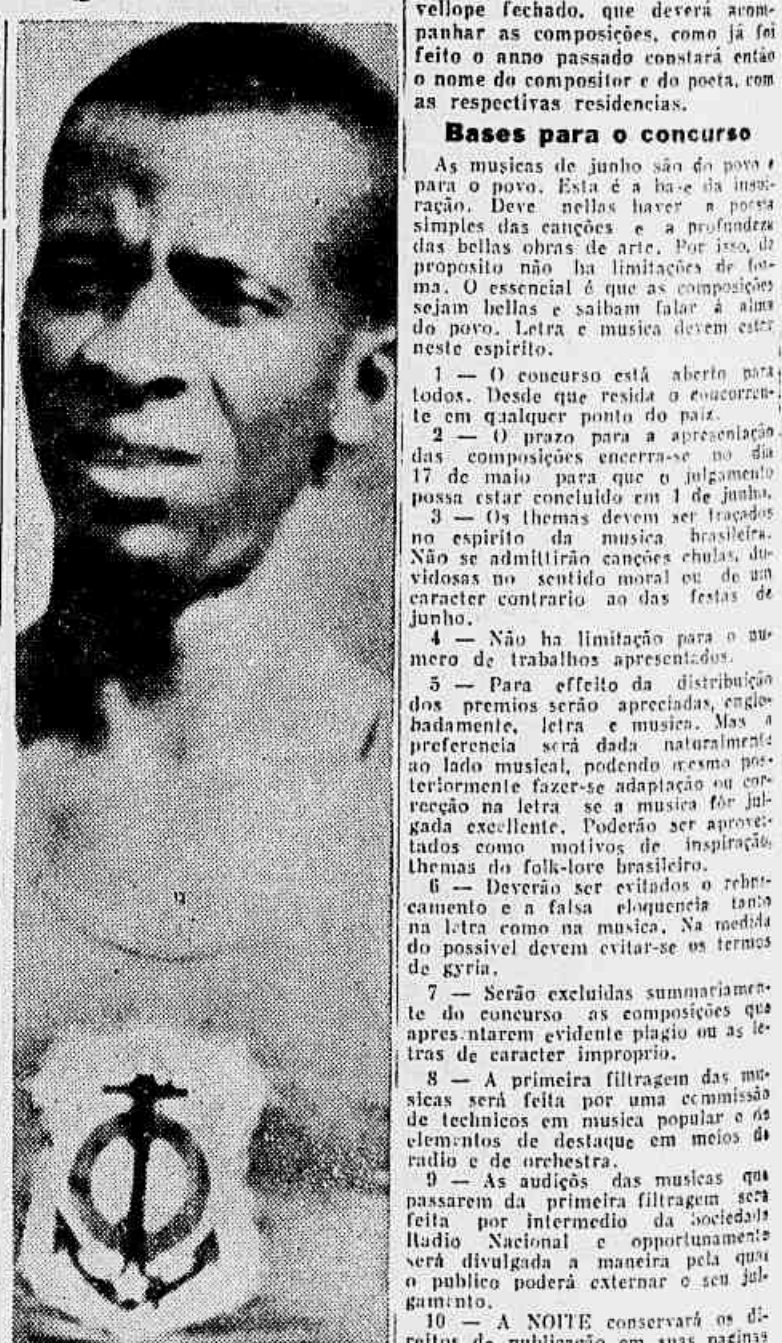 vellope fechado, que deverá acom-
panhar as composições, como já foi
feito o anno passado constará então
o nome do compositor e do poeta, com
as respectivas residencias.
Bases para o concurso
As musicas de junho são do povo e
para o povo. Esta é a base da inspi-
ração. Deve nellas haver a poesia
simples das canções e a profundeza
das bellas obras de arte. Por isso, de
proposito não ha limitações de for-
ma. O essencial é que as composições
sejam bellas e saibam falar á alma
do povo. Letra e musica devem estar
neste espirito.
1 — O concurso está aberto para
todos. Desde que resida o concorren-
te em qualquer ponto do paiz.
2 — O prazo para a apresentação
das composições encerra-se no dia
17 de maio para que o julgamento
possa estar concluido em 1 de junho.
3 — Os themas devem ser traçados
no espirito da musica brasileira.
Não se admittirão canções chulas, du-
vidosas no sentido moral ou de um
caracter contrario ao das festas de
junho.
4 — Não ha limitação para o nu-
mero de trabalhos apresentados.
5 — Para effeito da distribuição
dos premios serão apreciadas, englo-
badamente, letra e musica. Mas a
preferencia será dada naturalmente
ao lado musical, podendo mesmo pos-
teriormente fazer-se adaptação ou cor-
recção na letra se a musica fôr jul-
gada excellente. Poderão ser aprovei-
tados como motivos de inspiração,
themas do folk-lore brasileiro.
6 — Deverão ser evitados o rebus-
camento e a falsa eloquencia tanto
na letra como na musica. Na medida
do possivel devem evitar-se os termos
de gyria.
7 — Serão excluidas summariamen-
te do concurso as composições que
apresentarem evidente plagio ou as le-
tras de caracter improprio.
8 — A primeira filtragem das mu-
sicas será feita por uma commissão
de technicos em musica popular e de
elementos de destaque em meios de
radio e de orchestra.
9 — As audiçõs das musicas que
passarem da primeira filtragem será
feita por intermedio da Sociedade
Radio Nacional e opportunamente
será divulgada a maneira pela qual
o publico poderá externar o seu jul-
gamento.
10 — A NOITE conservará os di-
reitos de publicação em suas pagina-